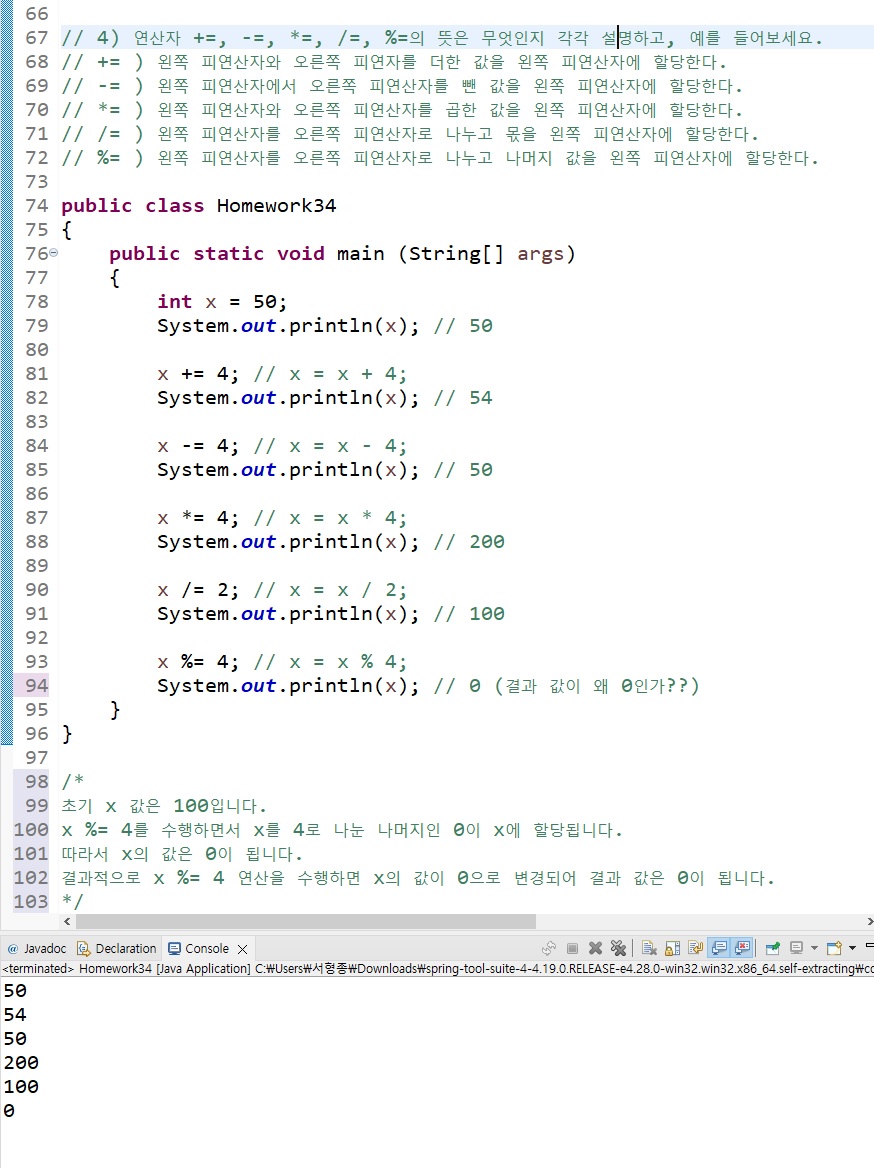 66
67 // 4) 연산자 +=, -=, *=, /=, %=의 뜻은 무엇인지 각각 설명하고, 예를 들어보세요.
68 // += ) 왼쪽 피연산자와 오른쪽 피연자를 더한 값을 왼쪽 피연산자에 할당한다.
69 // -= ) 왼쪽 피연산자에서 오른쪽 피연산자를 뺀 값을 왼쪽 피연산자에 할당한다.
70 // *= ) 왼쪽 피연산자와 오른쪽 피연산자를 곱한 값을 왼쪽 피연산자에 할당한다.
71 // /= ) 왼쪽 피연산자를 오른쪽 피연산자로 나누고 몫을 왼쪽 피연산자에 할당한다.
72 // %= ) 왼쪽 피연산자를 오른쪽 피연산자로 나누고 나머지 값을 왼쪽 피연산자에 할당한다.
73
74 public class Homework34
75 {
76 public static void main (String[] args)
77 {
78 int x = 50;
79 System.out.println(x); // 50
80
81 x += 4; // x = x + 4;
82 System.out.println(x); // 54
83
84 x -= 4; // x = x - 4;
85 System.out.println(x); // 50
86
87 x *= 4; // x = x * 4;
88 System.out.println(x); // 200
89
90 x /= 2; // x = x / 2;
91 System.out.println(x); // 100
92
93 x %= 4; // x = x % 4;
94 System.out.println(x); // 0 (결과 값이 왜 0인가??)
95 }
96 }
97
98 /*
99 초기 x 값은 100입니다.
100 x %= 4를 수행하면서 x를 4로 나눈 나머지인 0이 x에 할당됩니다.
101 따라서 x의 값은 0이 됩니다.
102 결과적으로 x %= 4 연산을 수행하면 x의 값이 0으로 변경되어 결과 값은 0이 됩니다.
103 */
@ Javadoc Declaration Console
<terminated> Homework34 [Java Application] C:₩Users₩서형종₩Downloads₩spring-tool-suite-4-4.19.0.RELEASE-e4.28.0-win32.win32.x86_64.self-extracting₩co
50
54
50
200
100
0